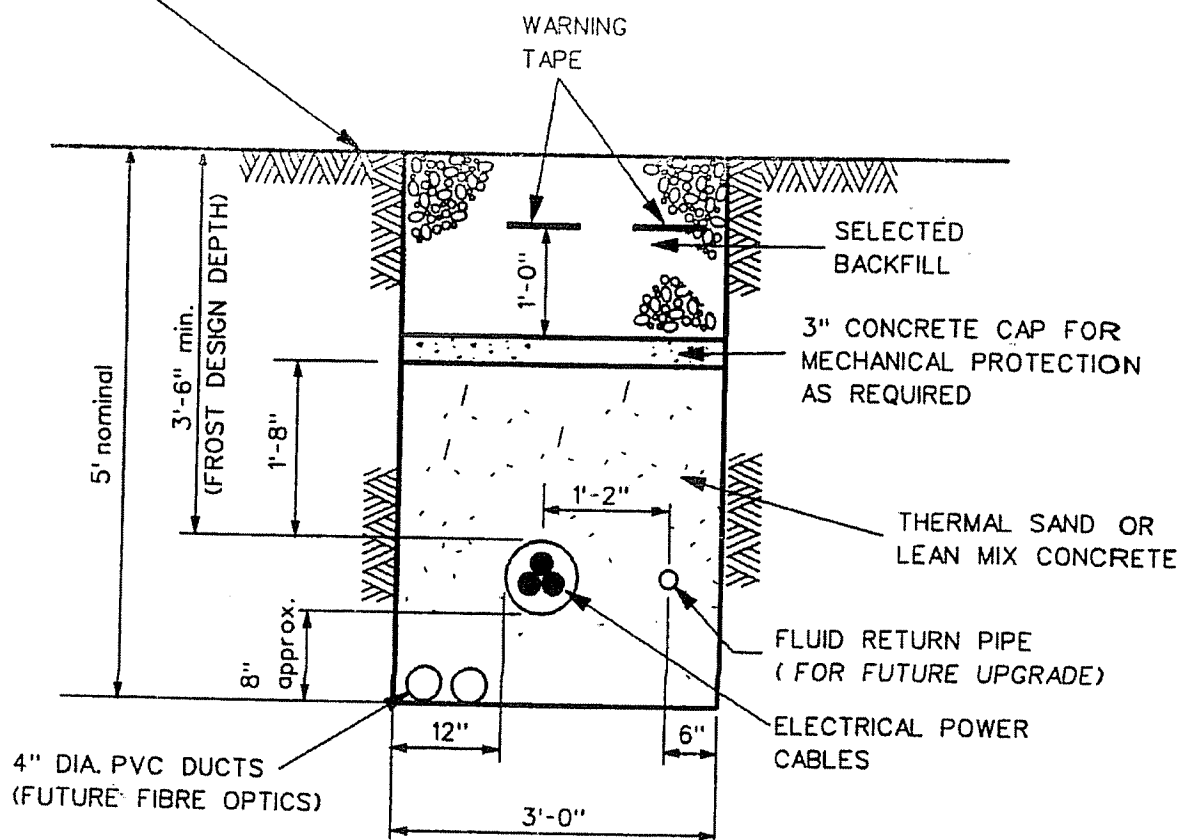 WARNING
TAPE
SELECTED
BACKFILL
1'-0"
3" CONCRETE CAP FOR
MECHANICAL PROTECTION
AS REQUIRED
5' nominal
3'-6" min.
(FROST DESIGN DEPTH)
1'-8"
1'-2"
THERMAL SAND OR
LEAN MIX CONCRETE
8"
approx.
FLUID RETURN PIPE
(FOR FUTURE UPGRADE)
ELECTRICAL POWER
CABLES
12"
6"
4" DIA. PVC DUCTS
(FUTURE FIBRE OPTICS)
3'-0"